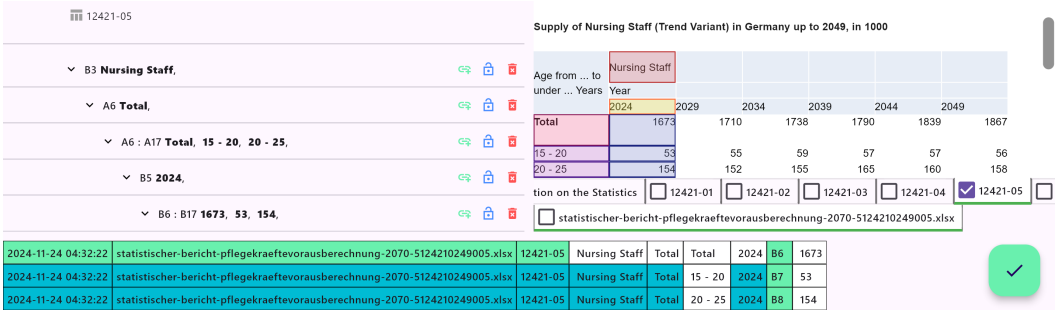 12421-05
B3 Nursing Staff,
A6 Total,
A6 : A17 Total, 15 - 20, 20 - 25,
B5 2024,
B6 : B17 1673, 53, 154,
Supply of Nursing Staff (Trend Variant) in Germany up to 2049, in 1000
Age from ... to under ... Years
Nursing Staff
Year
2024 2029 2034 2039 2044 2049
Total 1673 1710 1738 1790 1839 1867
15 - 20 53 55 59 57 57 56
20 - 25 154 152 155 165 160 158
tion on the Statistics 12421-01 12421-02 12421-03 12421-04 12421-05
statistischer-bericht-pflegekraeftevorausberechnung-2070-5124210249005.xlsx
2024-11-24 04:32:22 statistischer-bericht-pflegekraeftevorausberechnung-2070-5124210249005.xlsx 12421-05 Nursing Staff Total Total 2024 B6 1673
2024-11-24 04:32:22 statistischer-bericht-pflegekraeftevorausberechnung-2070-5124210249005.xlsx 12421-05 Nursing Staff Total 15 - 20 2024 B7 53
2024-11-24 04:32:22 statistischer-bericht-pflegekraeftevorausberechnung-2070-5124210249005.xlsx 12421-05 Nursing Staff Total 20 - 25 2024 B8 154